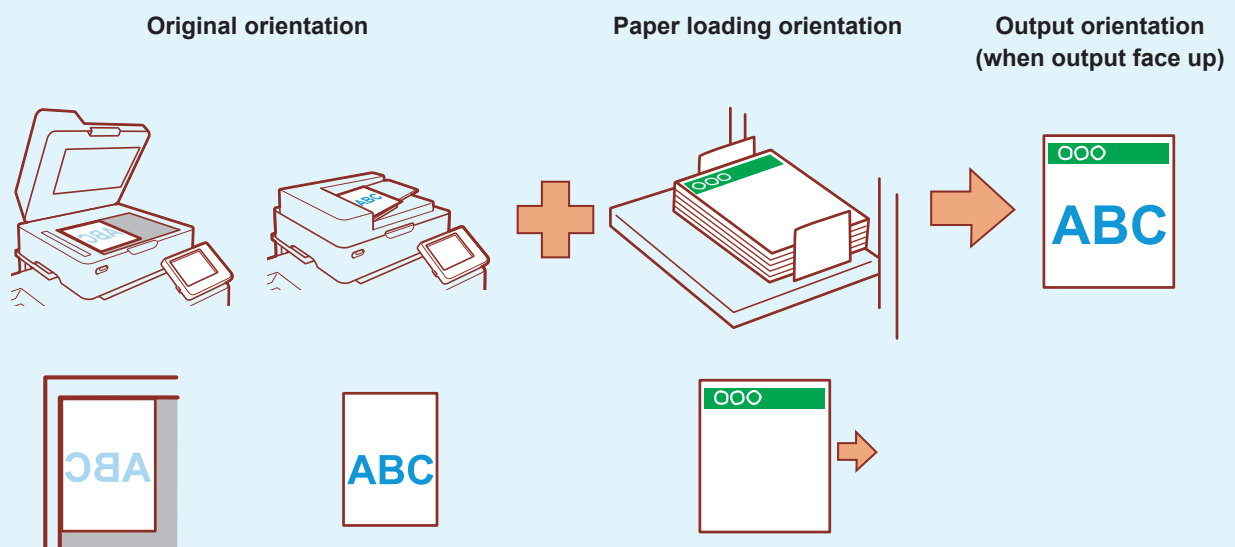 Original orientation
Paper loading orientation
Output orientation
(when output face up)
ABC
ABC
OOO
OOO
ABC
ABC
ABC
OOO